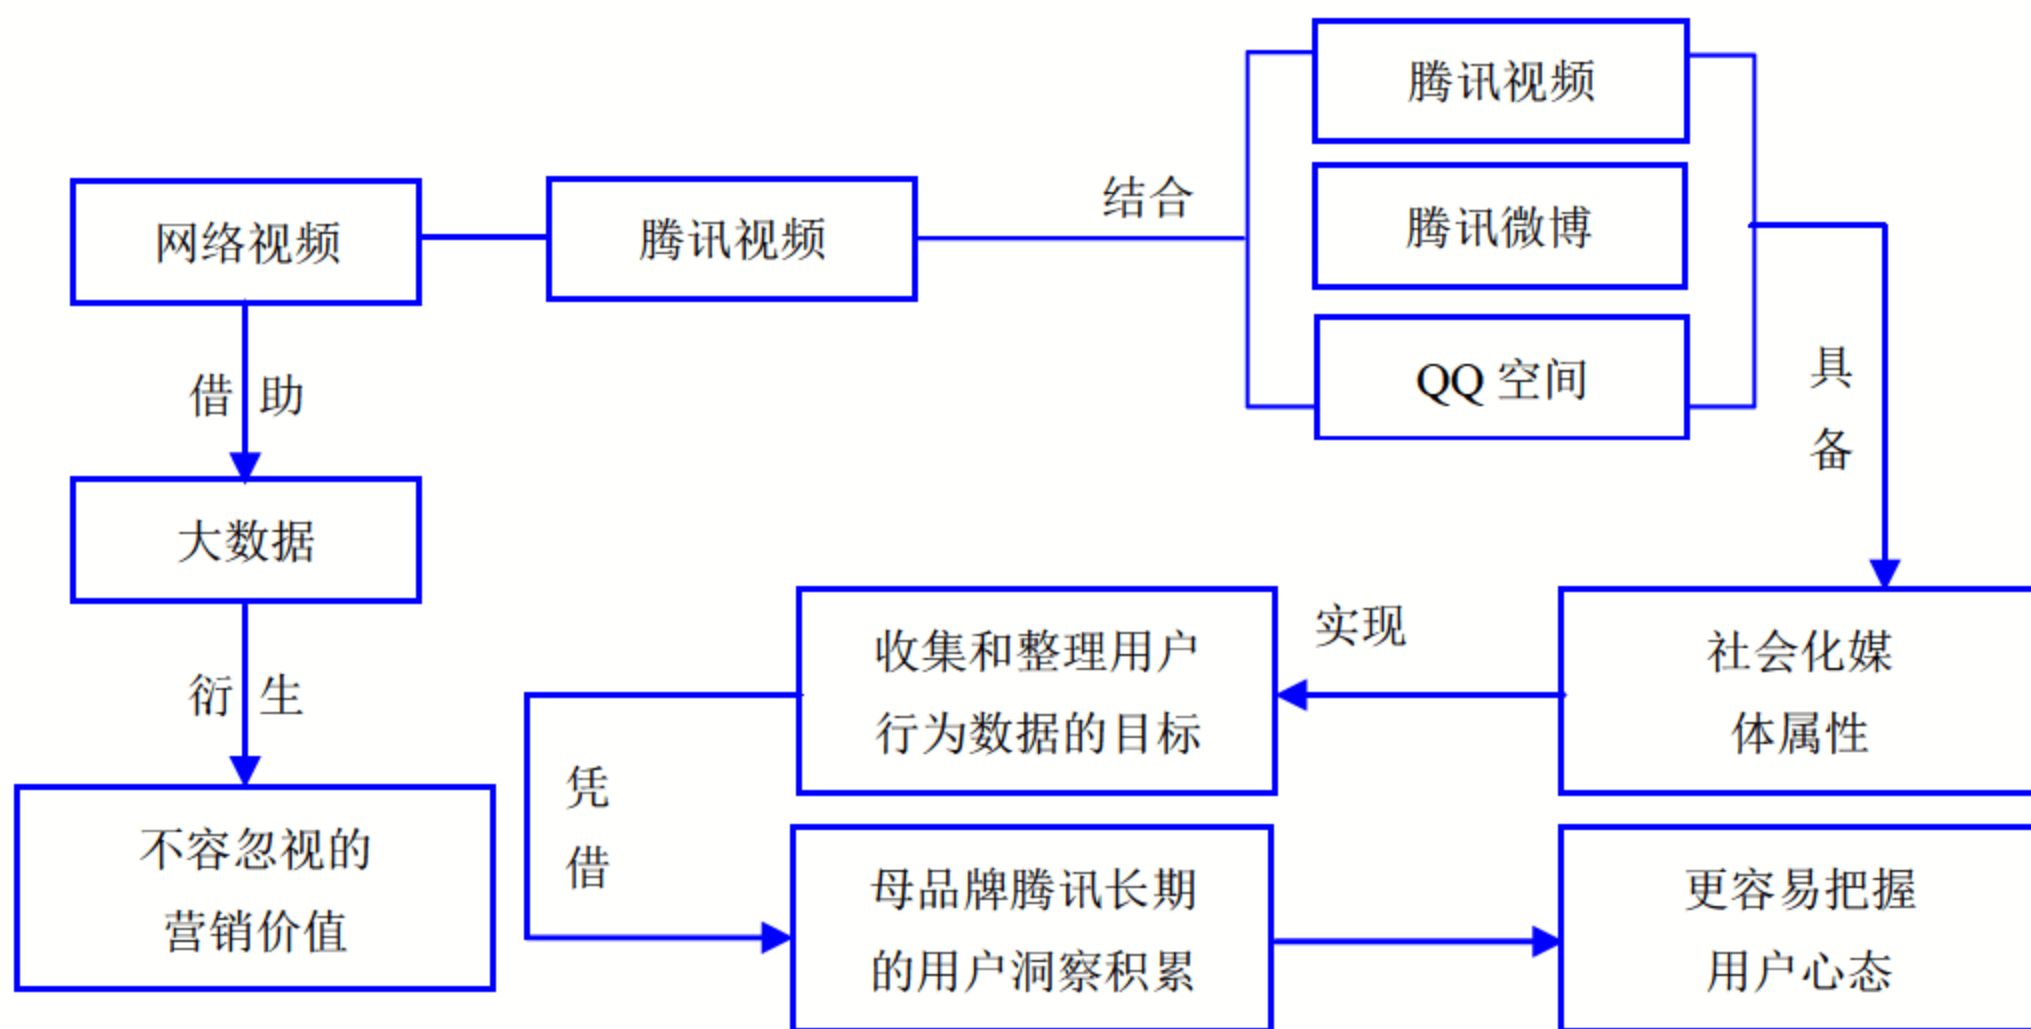 腾讯视频
结合
腾讯微博
网络视频
腾讯视频
QQ 空间
具
备
借 助
大数据
收集和整理用户
行为数据的目标
实现
社会化媒
体属性
衍 生
凭
借
不容忽视的
营销价值
母品牌腾讯长期
的用户洞察积累
更容易把握
用户心态